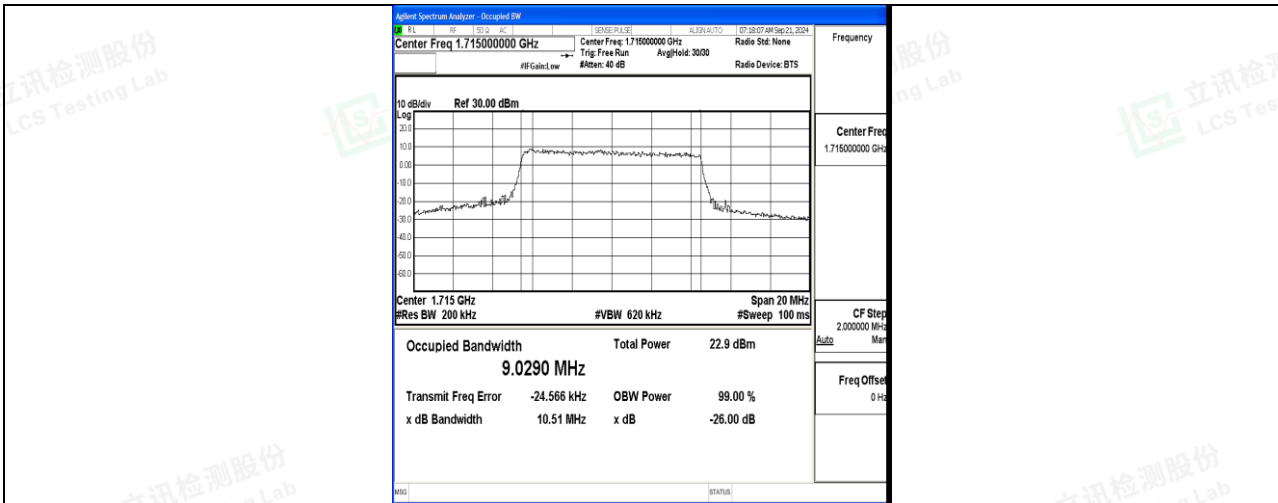 Agilent Spectrum Analyzer - Occupied BW
RL RF 50 Ω AC SENSE:PULSE ALIGN AUTO 07:18:07 AM Sep 21, 2024
Center Freq 1.715000000 GHz
Center Freq: 1.715000000 GHz
Radio Std: None
Trig: Free Run Avg|Hold: 30/30
#IFGain:Low #Atten: 40 dB Radio Device: BTS
Frequency
10 dB/div Ref 30.00 dBm
Log
20.0
10.0
0.00
-10.0
-20.0
-30.0
-40.0
-50.0
-60.0
Center 1.715 GHz Span 20 MHz
#Res BW 200 kHz #VBW 620 kHz #Sweep 100 ms
Occupied Bandwidth Total Power 22.9 dBm
9.0290 MHz
Transmit Freq Error -24.566 kHz OBW Power 99.00 %
x dB Bandwidth 10.51 MHz x dB -26.00 dB
Center Freq
1.715000000 GHz
CF Step
2.000000 MHz
Auto Man
Freq Offset
0 Hz
MSG STATUS
立讯检测股份
LCS Testing Lab